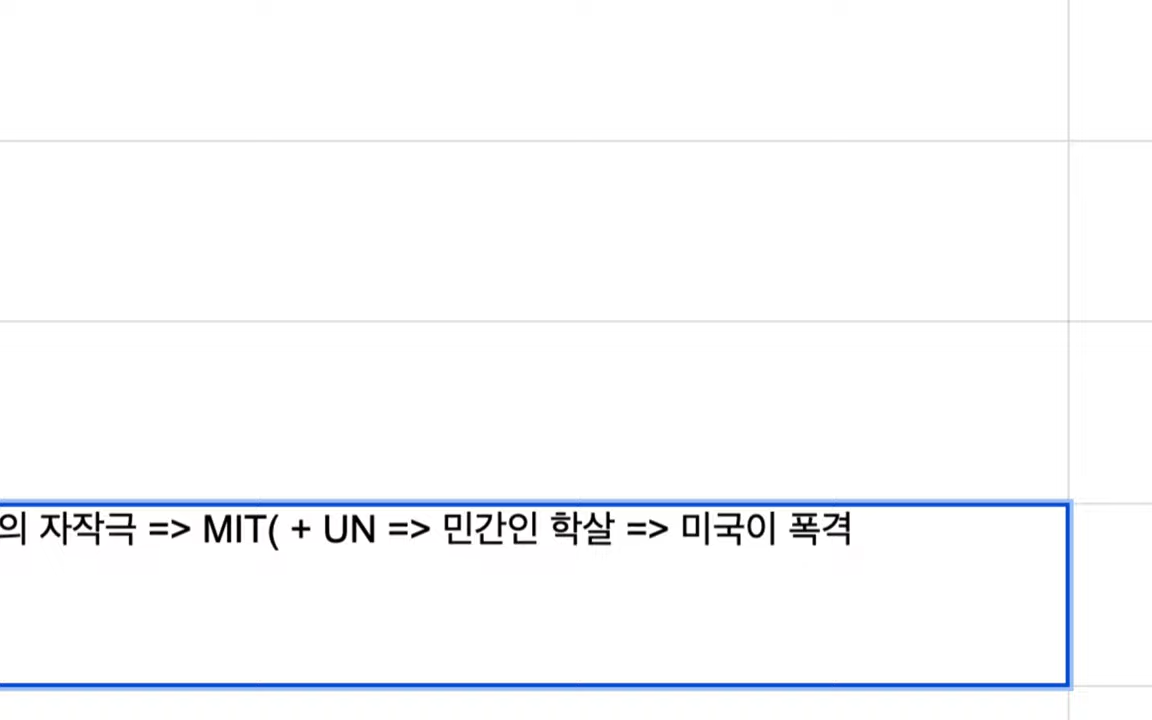 의 자작극 => MIT( + UN => 민간인 학살 => 미국이 폭격